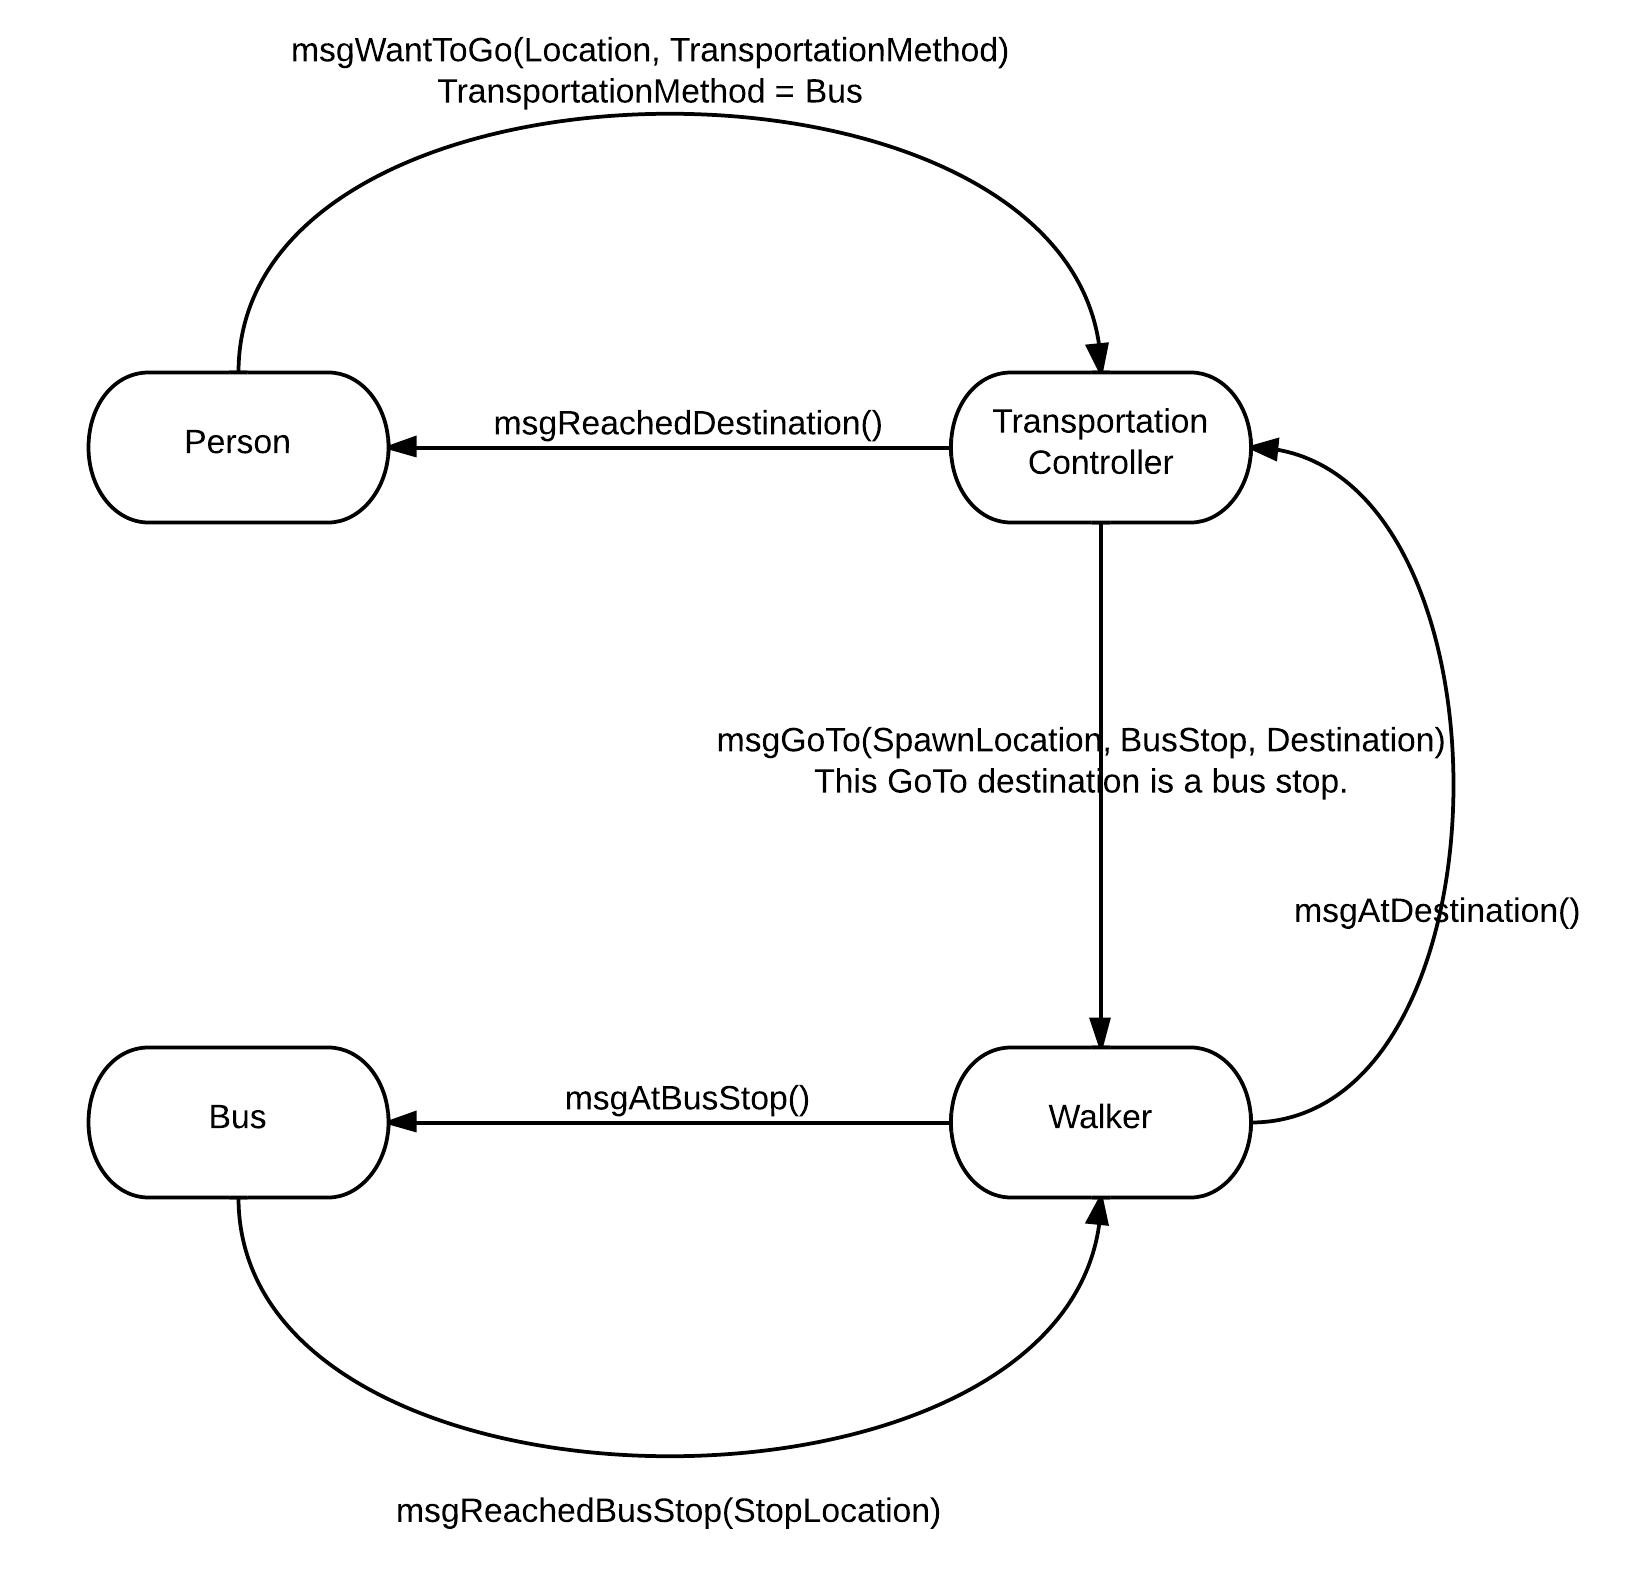 msgWantToGo(Location, TransportationMethod)
TransportationMethod = Bus
Person
msgReachedDestination()
Transportation
Controller
msgGoTo(SpawnLocation, BusStop, Destination)
This GoTo destination is a bus stop.
msgAtDestination()
Bus
msgAtBusStop()
Walker
msgReachedBusStop(StopLocation)